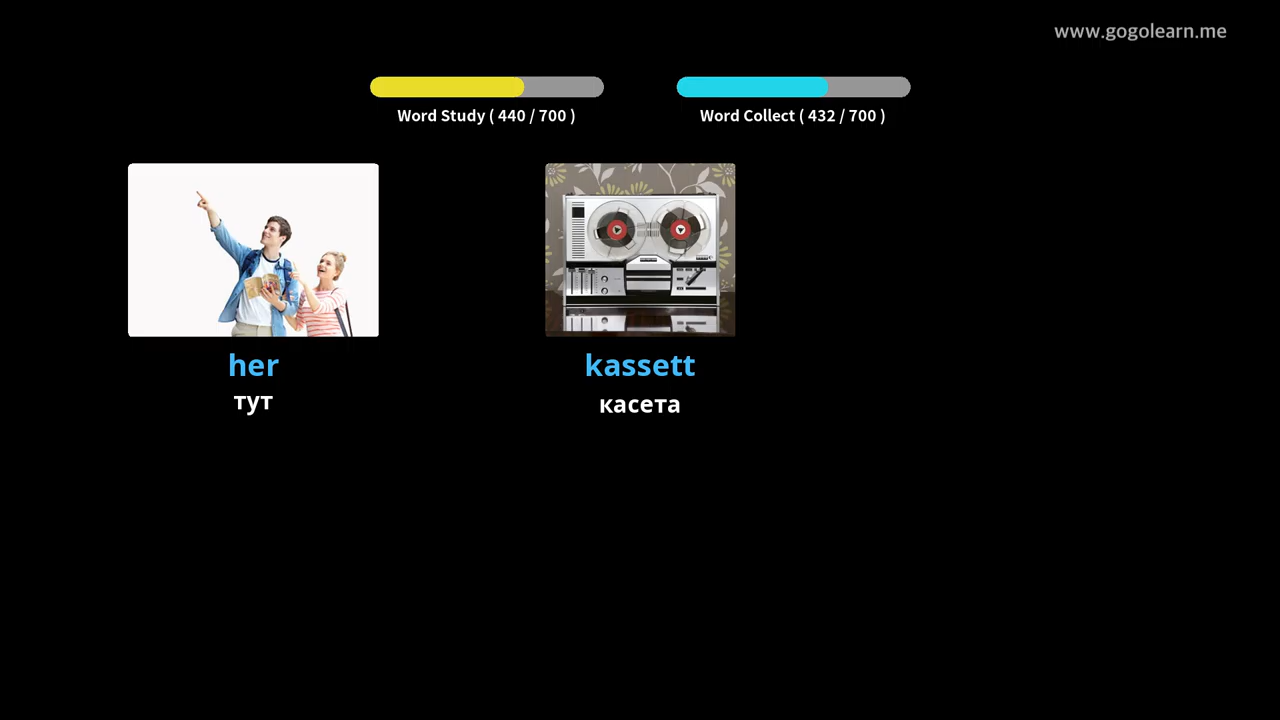 www.gogolearn.me
Word Study ( 440 / 700 )
Word Collect ( 432 / 700 )
her
тут
kassett
касета